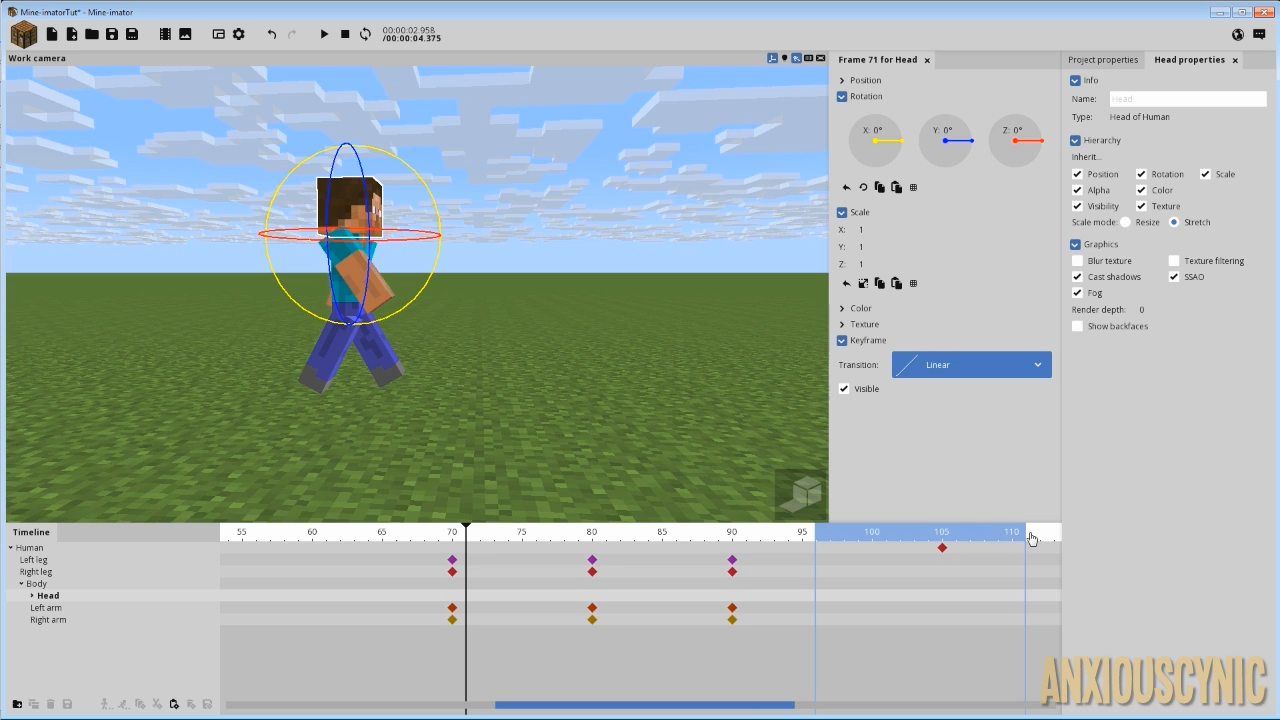 Mine-imatorTut* - Mine-imator
00:00:02.958
/00:00:04.375
Work camera
Frame 71 for Head
Position
Rotation
X: 0°
Y: 0°
Z: 0°
Scale
X: 1
Y: 1
Z: 1
Color
Texture
Keyframe
Transition: Linear
Visible
Project properties
Head properties
Info
Name: Head
Type: Head of Human
Hierarchy
Inherit...
Position Rotation Scale
Alpha Color
Visibility Texture
Scale mode: Resize Stretch
Graphics
Blur texture Texture filtering
Cast shadows SSAO
Fog
Render depth: 0
Show backfaces
Timeline
55 60 65 70 75 80 85 90 95 100 105 110
Human
Left leg
Right leg
Body
Head
Left arm
Right arm
ANXIOUSCYNIC